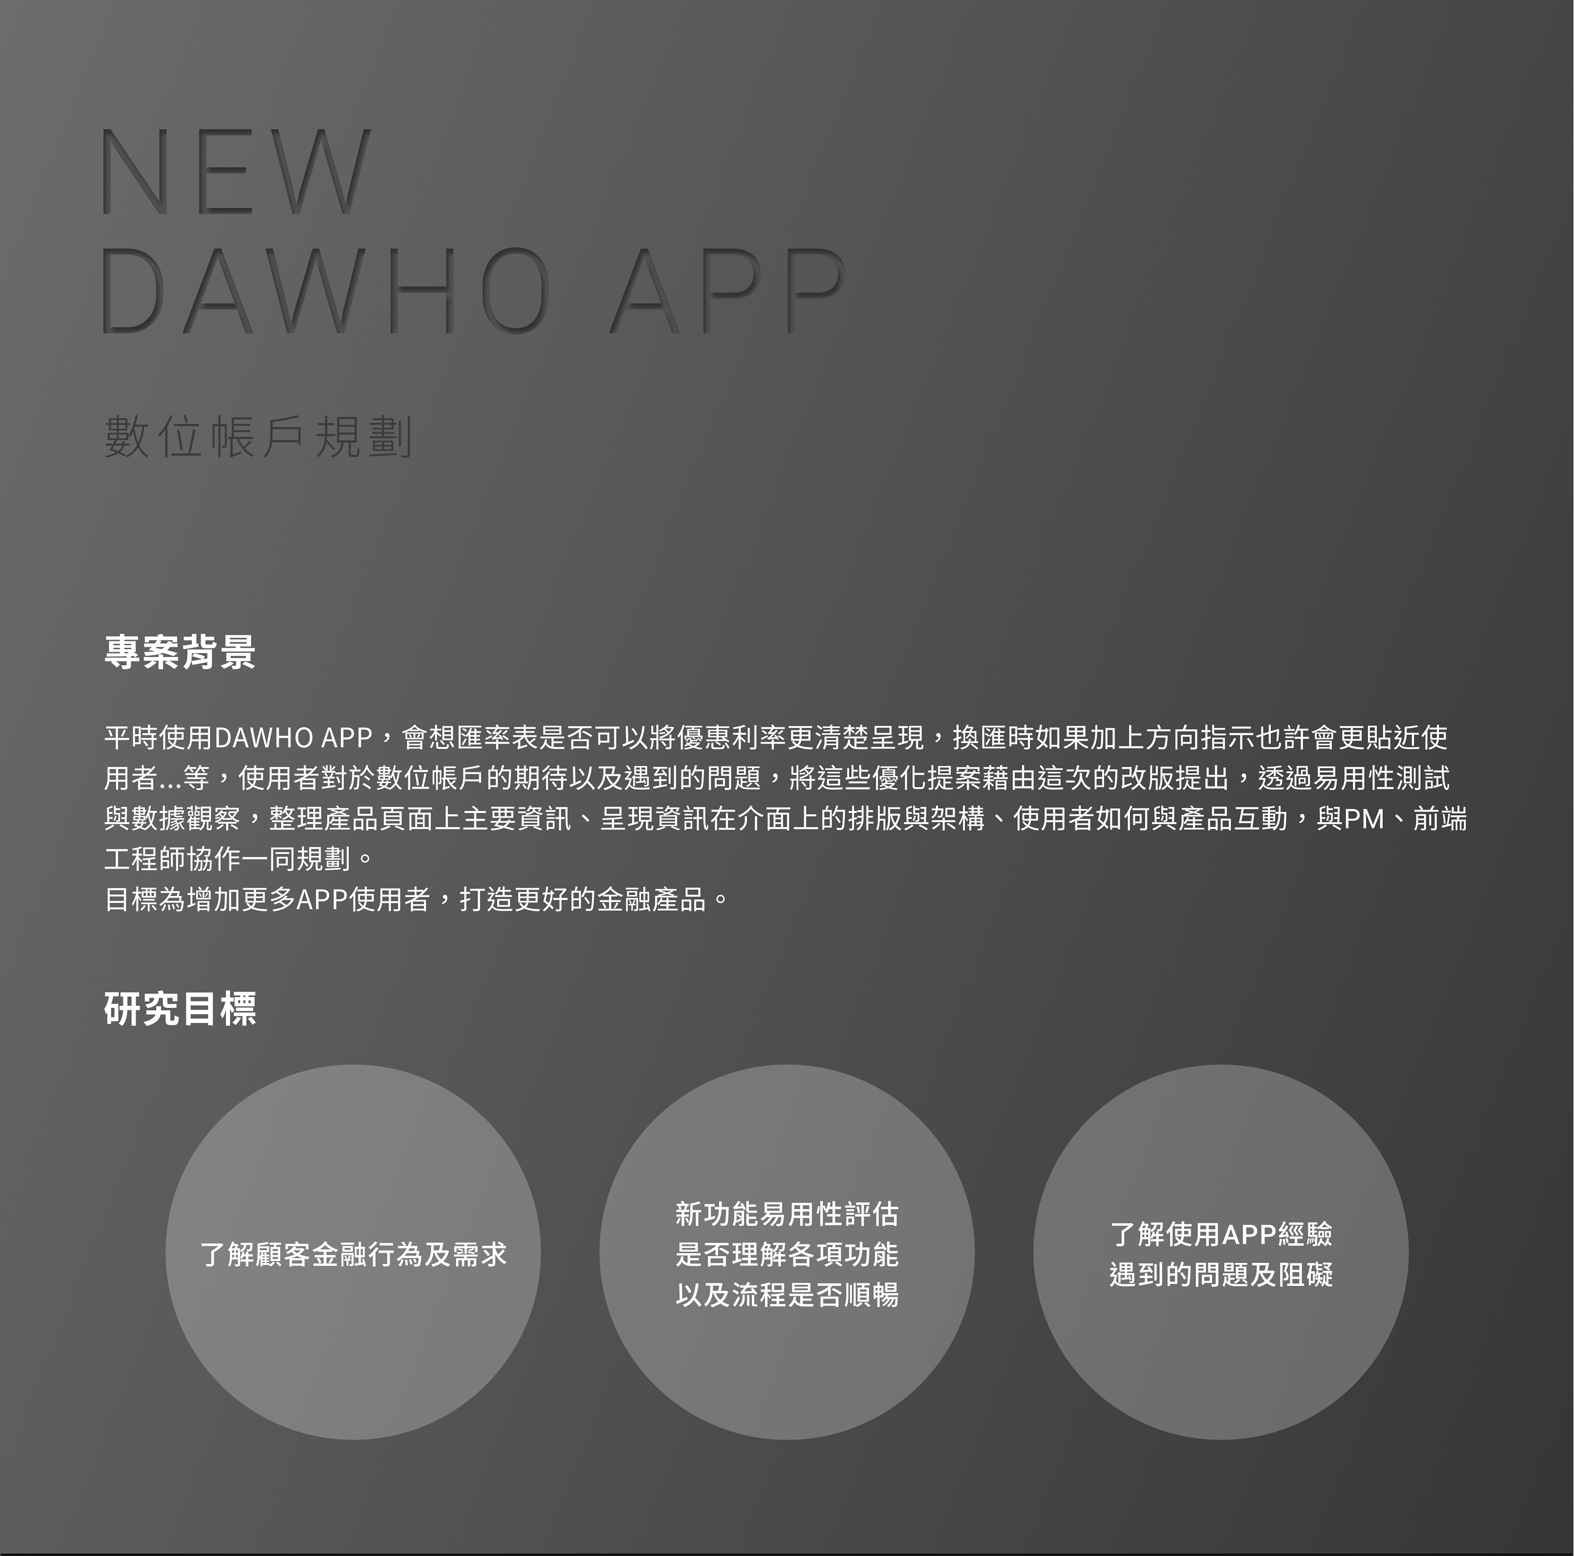 NEW
DAWHO APP
數位帳戶規劃
專案背景
平時使用DAWHO APP，會想匯率表是否可以將優惠利率更清楚呈現，換匯時如果加上方向指示也許會更貼近使
用者...等，使用者對於數位帳戶的期待以及遇到的問題，將這些優化提案藉由這次的改版提出，透過易用性測試
與數據觀察，整理產品頁面上主要資訊、呈現資訊在介面上的排版與架構、使用者如何與產品互動，與PM、前端
工程師協作一同規劃。
目標為增加更多APP使用者，打造更好的金融產品。
研究目標
了解顧客金融行為及需求
新功能易用性評估
是否理解各項功能
以及流程是否順暢
了解使用APP經驗
遇到的問題及阻礙